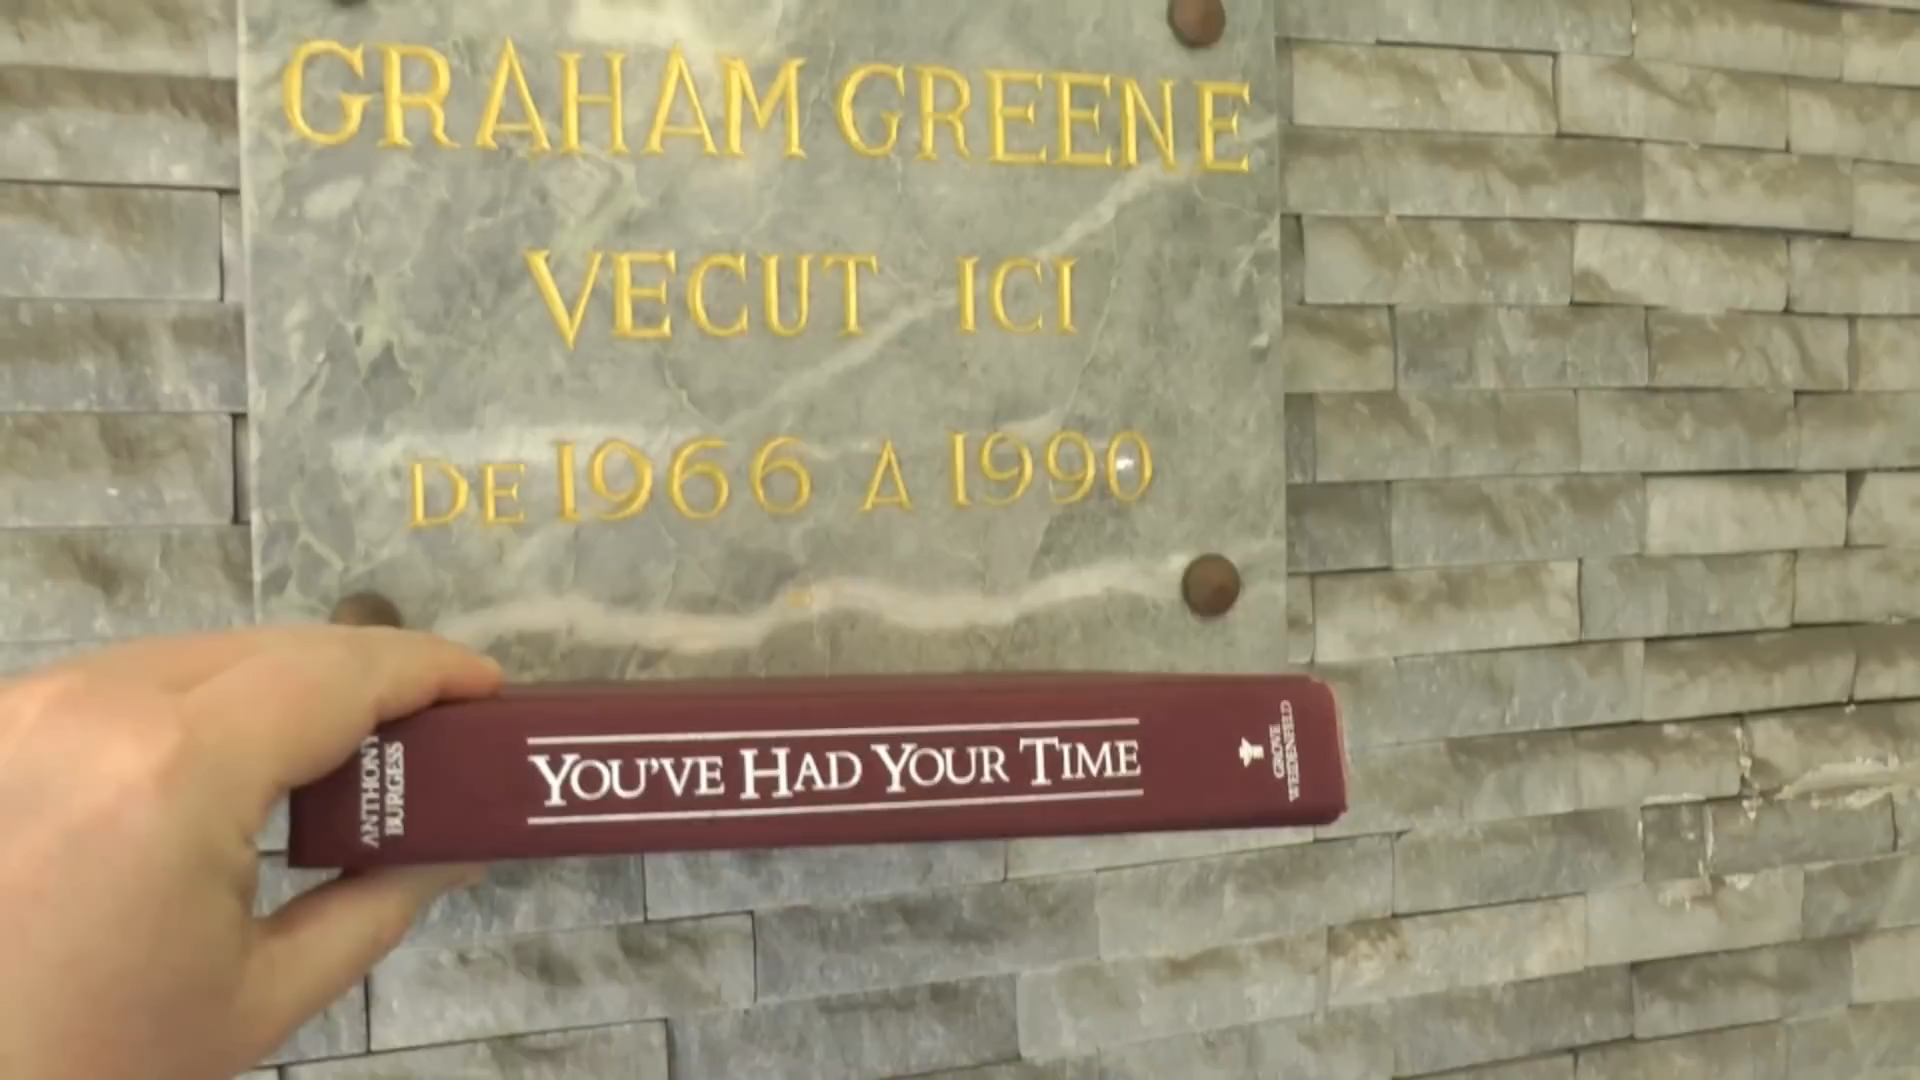 GRAHAM GREENE
VECUT ICI
DE 1966 A 1990
ANTHONY
BURGESS
YOU'VE HAD YOUR TIME
GROVE
WEIDENFELD